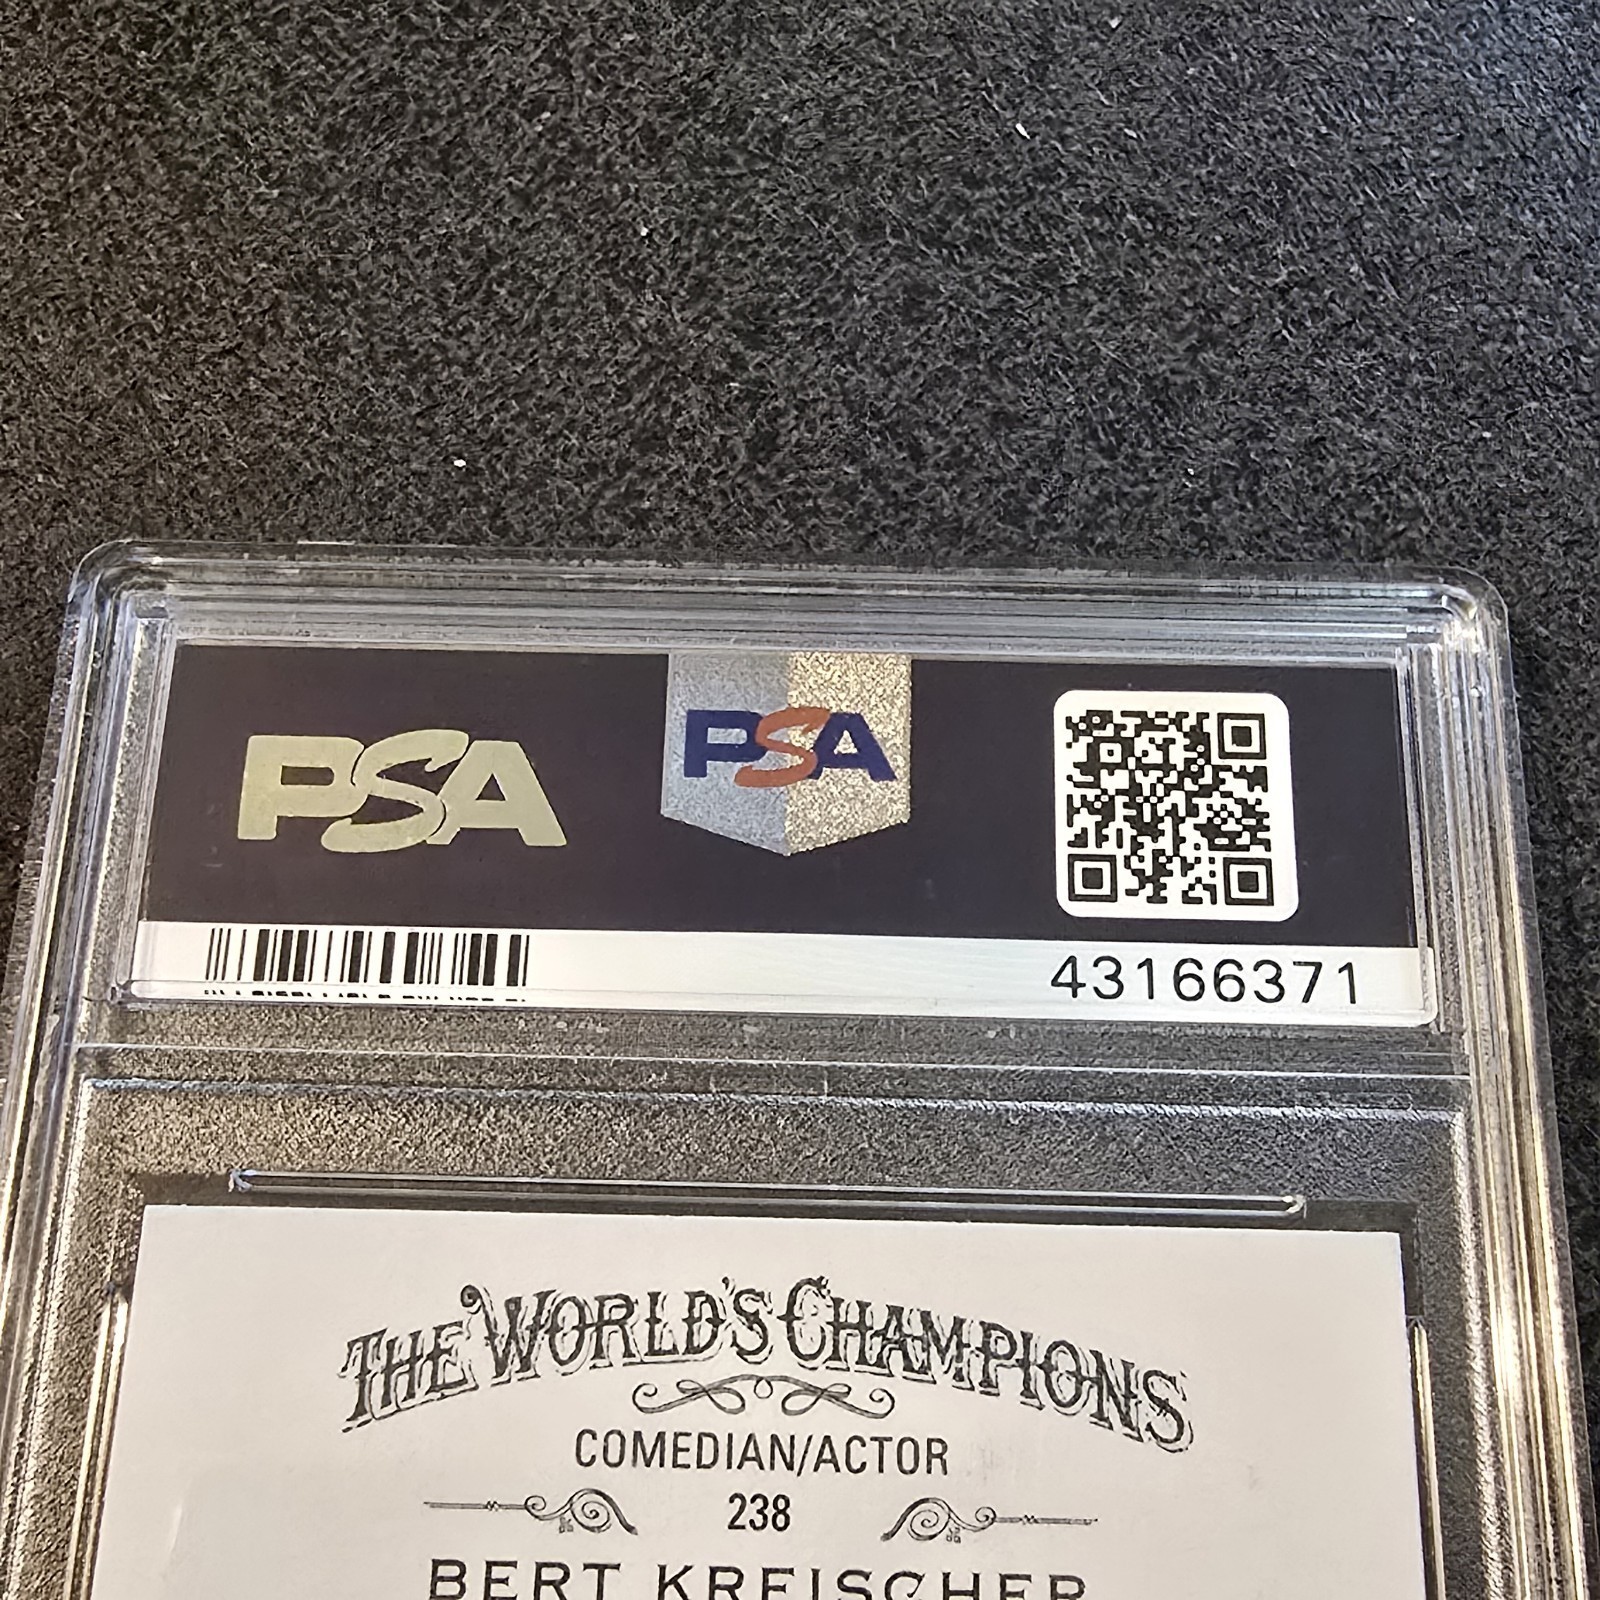 PSA
PSA
43166371
THE WORLD'S CHAMPIONS
COMEDIAN/ACTOR
238
BERT KREISCHER